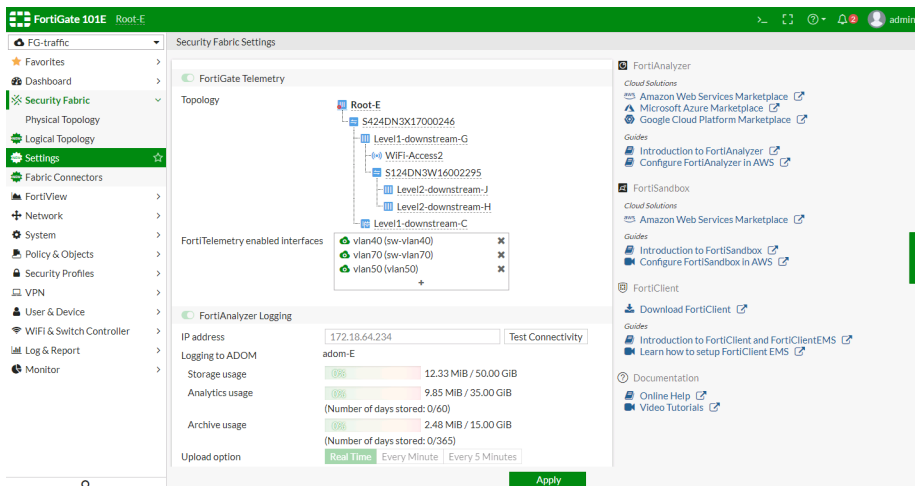 FortiGate 101E Root-E
>_ 2 admin
FG-traffic
Favorites
Dashboard
Security Fabric
Physical Topology
Logical Topology
Settings
Fabric Connectors
FortiView
Network
System
Policy & Objects
Security Profiles
VPN
User & Device
WiFi & Switch Controller
Log & Report
Monitor
Security Fabric Settings
FortiGate Telemetry
Topology
Root-E
S424DN3X17000246
Level1-downstream-G
WiFi-Access2
S124DN3W16002295
Level2-downstream-J
Level2-downstream-H
Level1-downstream-C
FortiTelemetry enabled interfaces
vlan40 (sw-vlan40)
vlan70 (sw-vlan70)
vlan50 (vlan50)
+
FortiAnalyzer Logging
IP address 172.18.64.234 Test Connectivity
Logging to ADOM adom-E
Storage usage 0% 12.33 MiB / 50.00 GiB
Analytics usage 0% 9.85 MiB / 35.00 GiB
(Number of days stored: 0/60)
Archive usage 0% 2.48 MiB / 15.00 GiB
(Number of days stored: 0/365)
Upload option Real Time Every Minute Every 5 Minutes
Apply
FortiAnalyzer
Cloud Solutions
aws Amazon Web Services Marketplace
Microsoft Azure Marketplace
Google Cloud Platform Marketplace
Guides
Introduction to FortiAnalyzer
Configure FortiAnalyzer in AWS
FortiSandbox
Cloud Solutions
aws Amazon Web Services Marketplace
Guides
Introduction to FortiSandbox
Configure FortiSandbox in AWS
FortiClient
Download FortiClient
Guides
Introduction to FortiClient and FortiClientEMS
Learn how to setup FortiClient EMS
Documentation
Online Help
Video Tutorials